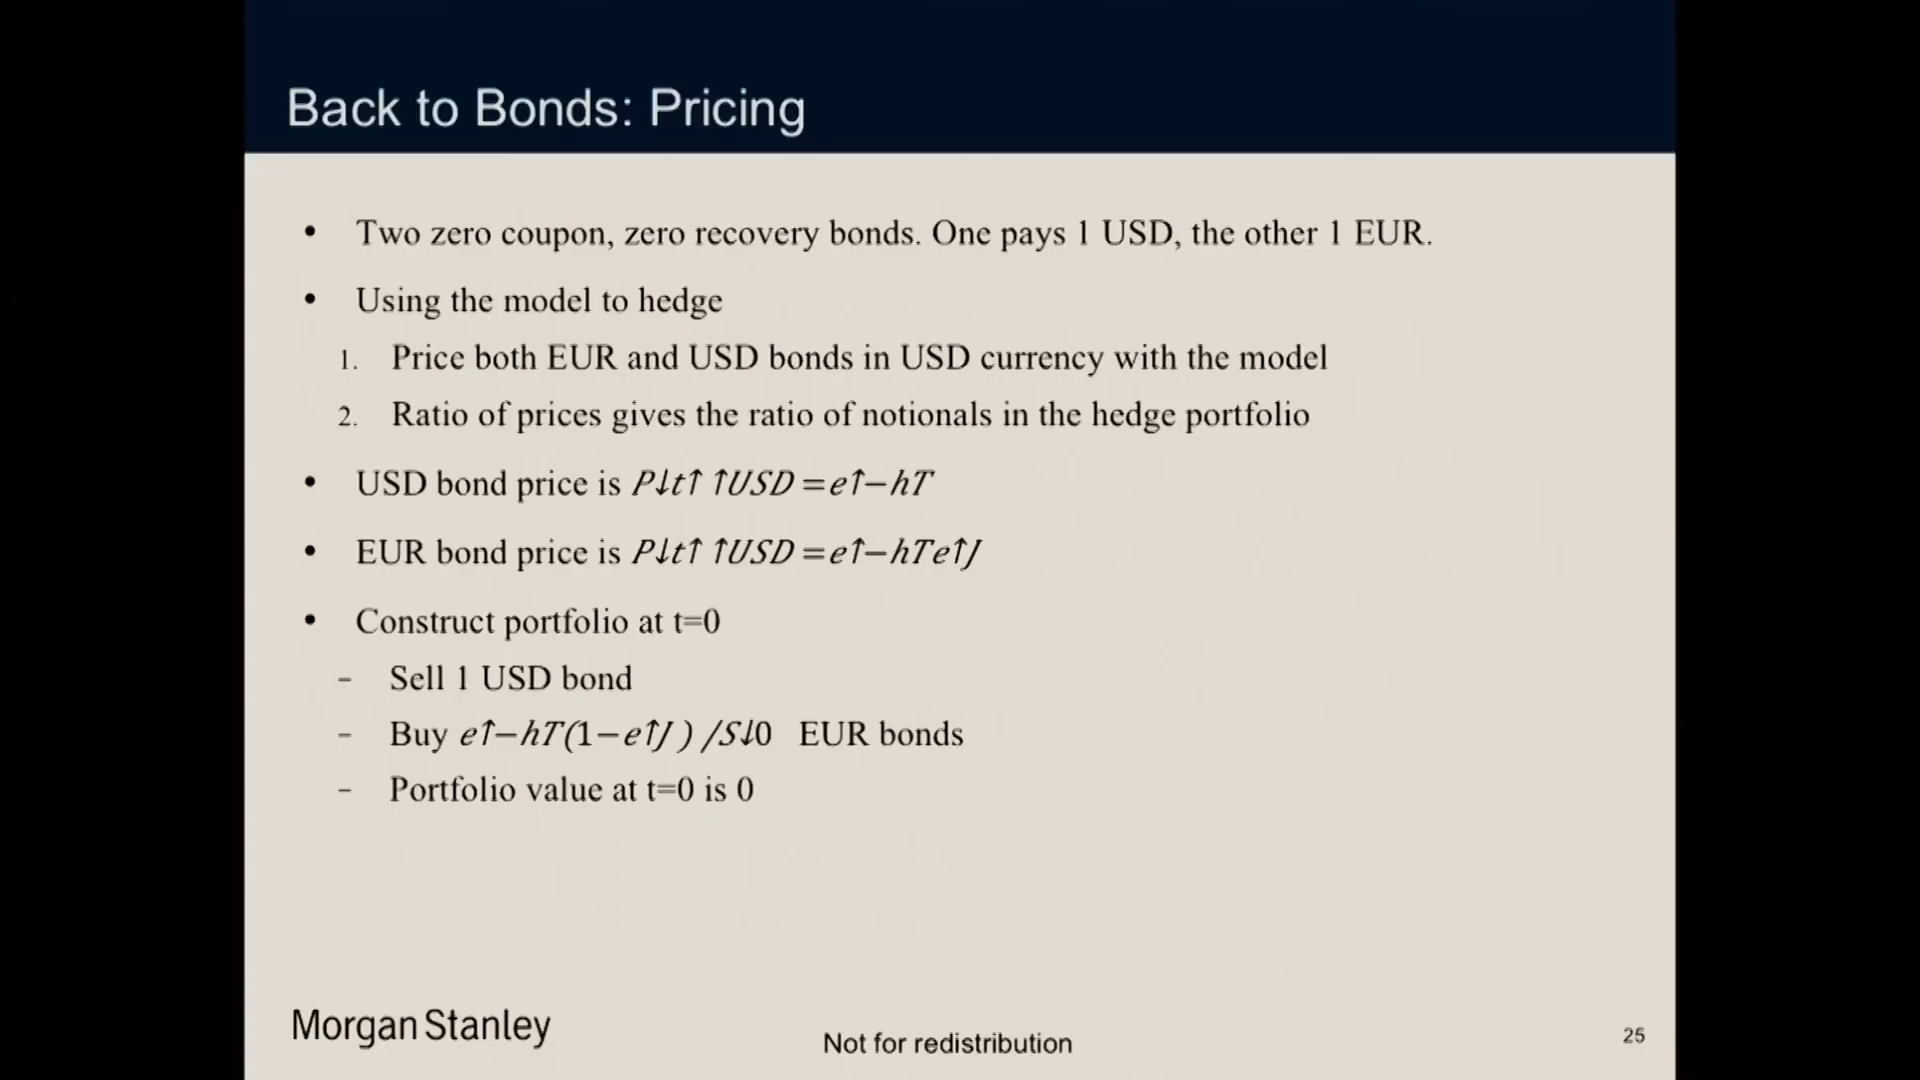 Back to Bonds: Pricing
• Two zero coupon, zero recovery bonds. One pays 1 USD, the other 1 EUR.
• Using the model to hedge
1. Price both EUR and USD bonds in USD currency with the model
2. Ratio of prices gives the ratio of notionals in the hedge portfolio
• USD bond price is P↓t↑ ↑USD =e↑−hT
• EUR bond price is P↓t↑ ↑USD =e↑−hTe↑J
• Construct portfolio at t=0
– Sell 1 USD bond
– Buy e↑−hT(1−e↑J ) /S↓0 EUR bonds
– Portfolio value at t=0 is 0
Morgan Stanley
Not for redistribution
25